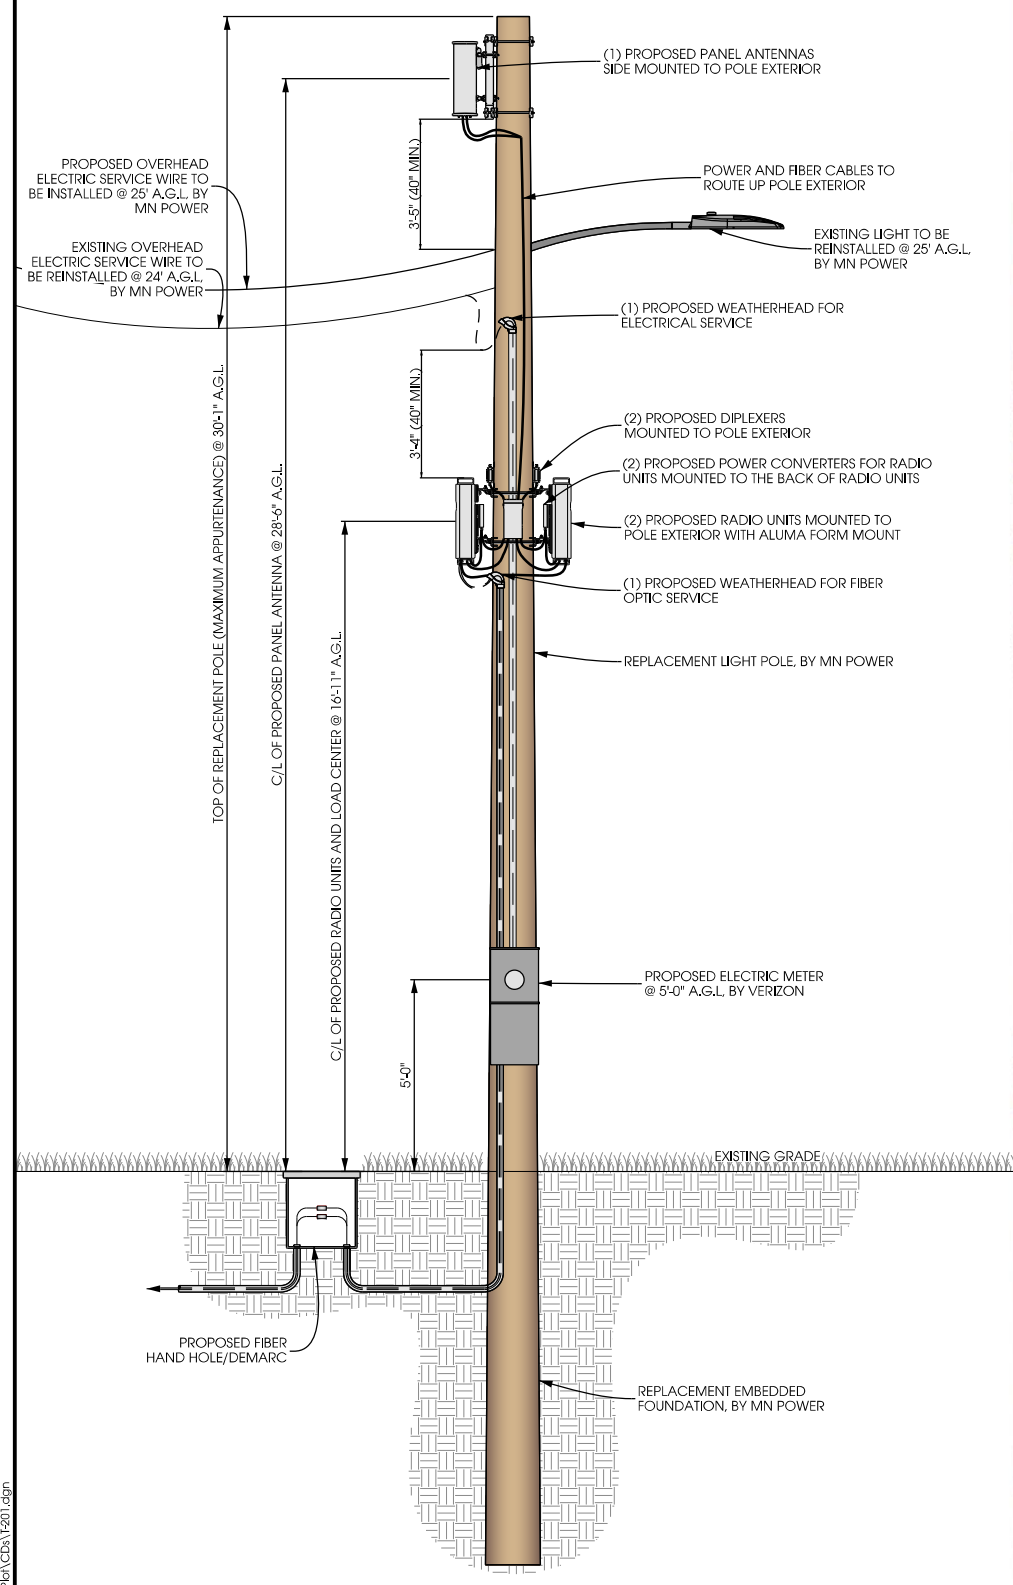 (1) PROPOSED PANEL ANTENNAS
SIDE MOUNTED TO POLE EXTERIOR
PROPOSED OVERHEAD
ELECTRIC SERVICE WIRE TO
BE INSTALLED @ 25' A.G.L, BY
MN POWER
3'-5" (40" MIN.)
POWER AND FIBER CABLES TO
ROUTE UP POLE EXTERIOR
EXISTING OVERHEAD
ELECTRIC SERVICE WIRE TO
BE REINSTALLED @ 24' A.G.L,
BY MN POWER
EXISTING LIGHT TO BE
REINSTALLED @ 25' A.G.L,
BY MN POWER
(1) PROPOSED WEATHERHEAD FOR
ELECTRICAL SERVICE
3'-4" (40" MIN.)
TOP OF REPLACEMENT POLE (MAXIMUM APPURTENANCE) @ 30'-1" A.G.L.
C/L OF PROPOSED PANEL ANTENNA @ 28'-6" A.G.L.
C/L OF PROPOSED RADIO UNITS AND LOAD CENTER @ 16'-11" A.G.L.
(2) PROPOSED DIPLEXERS
MOUNTED TO POLE EXTERIOR
(2) PROPOSED POWER CONVERTERS FOR RADIO
UNITS MOUNTED TO THE BACK OF RADIO UNITS
(2) PROPOSED RADIO UNITS MOUNTED TO
POLE EXTERIOR WITH ALUMA FORM MOUNT
(1) PROPOSED WEATHERHEAD FOR FIBER
OPTIC SERVICE
REPLACEMENT LIGHT POLE, BY MN POWER
PROPOSED ELECTRIC METER
@ 5'-0" A.G.L, BY VERIZON
5'-0"
EXISTING GRADE
PROPOSED FIBER
HAND HOLE/DEMARC
REPLACEMENT EMBEDDED
FOUNDATION, BY MN POWER
Plot\CDs\T-201.dgn